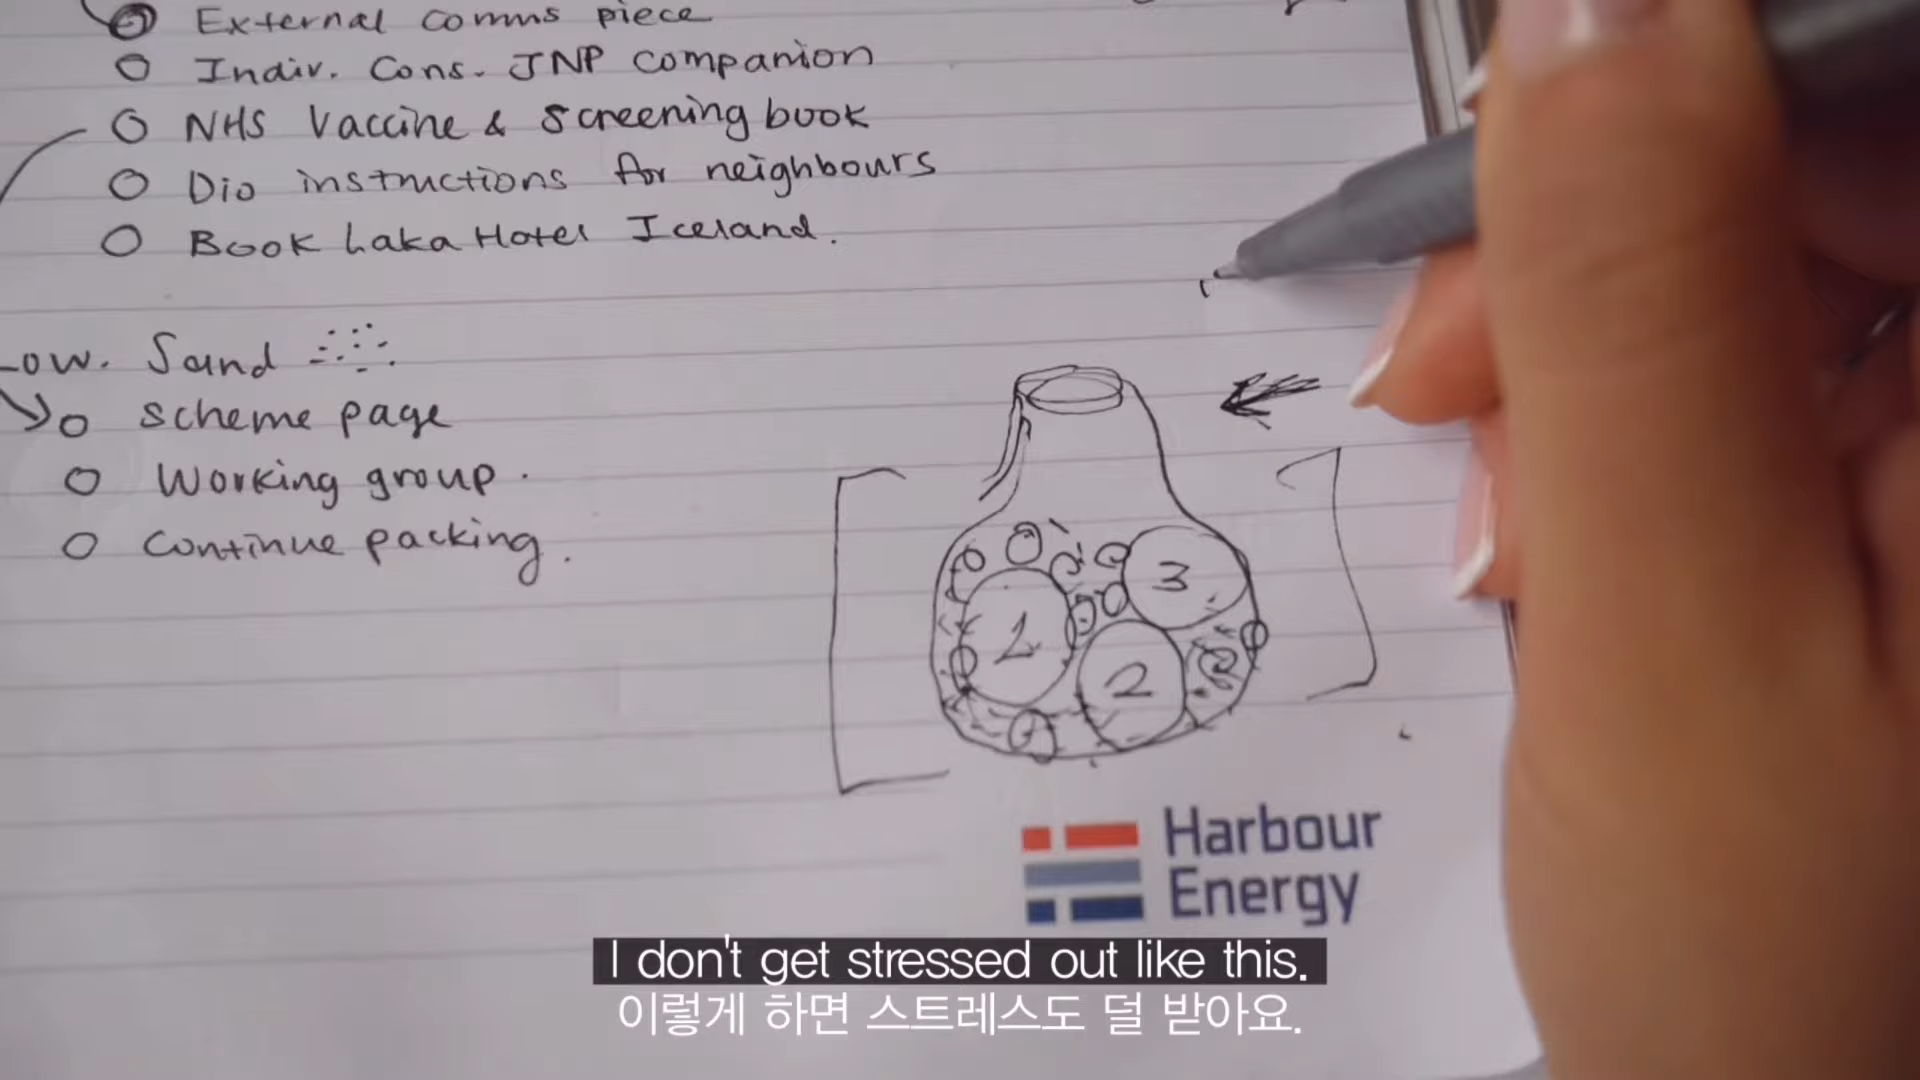 External comms piece
Indiv. Cons. JNP companion
NHS Vaccine & Screening book
Dio instructions for neighbours
Book Laka Hotel Iceland.
Low. Sand
Scheme page
Working group.
Continue packing.
1
3
2
Harbour
Energy
I don't get stressed out like this.
이렇게 하면 스트레스도 덜 받아요.